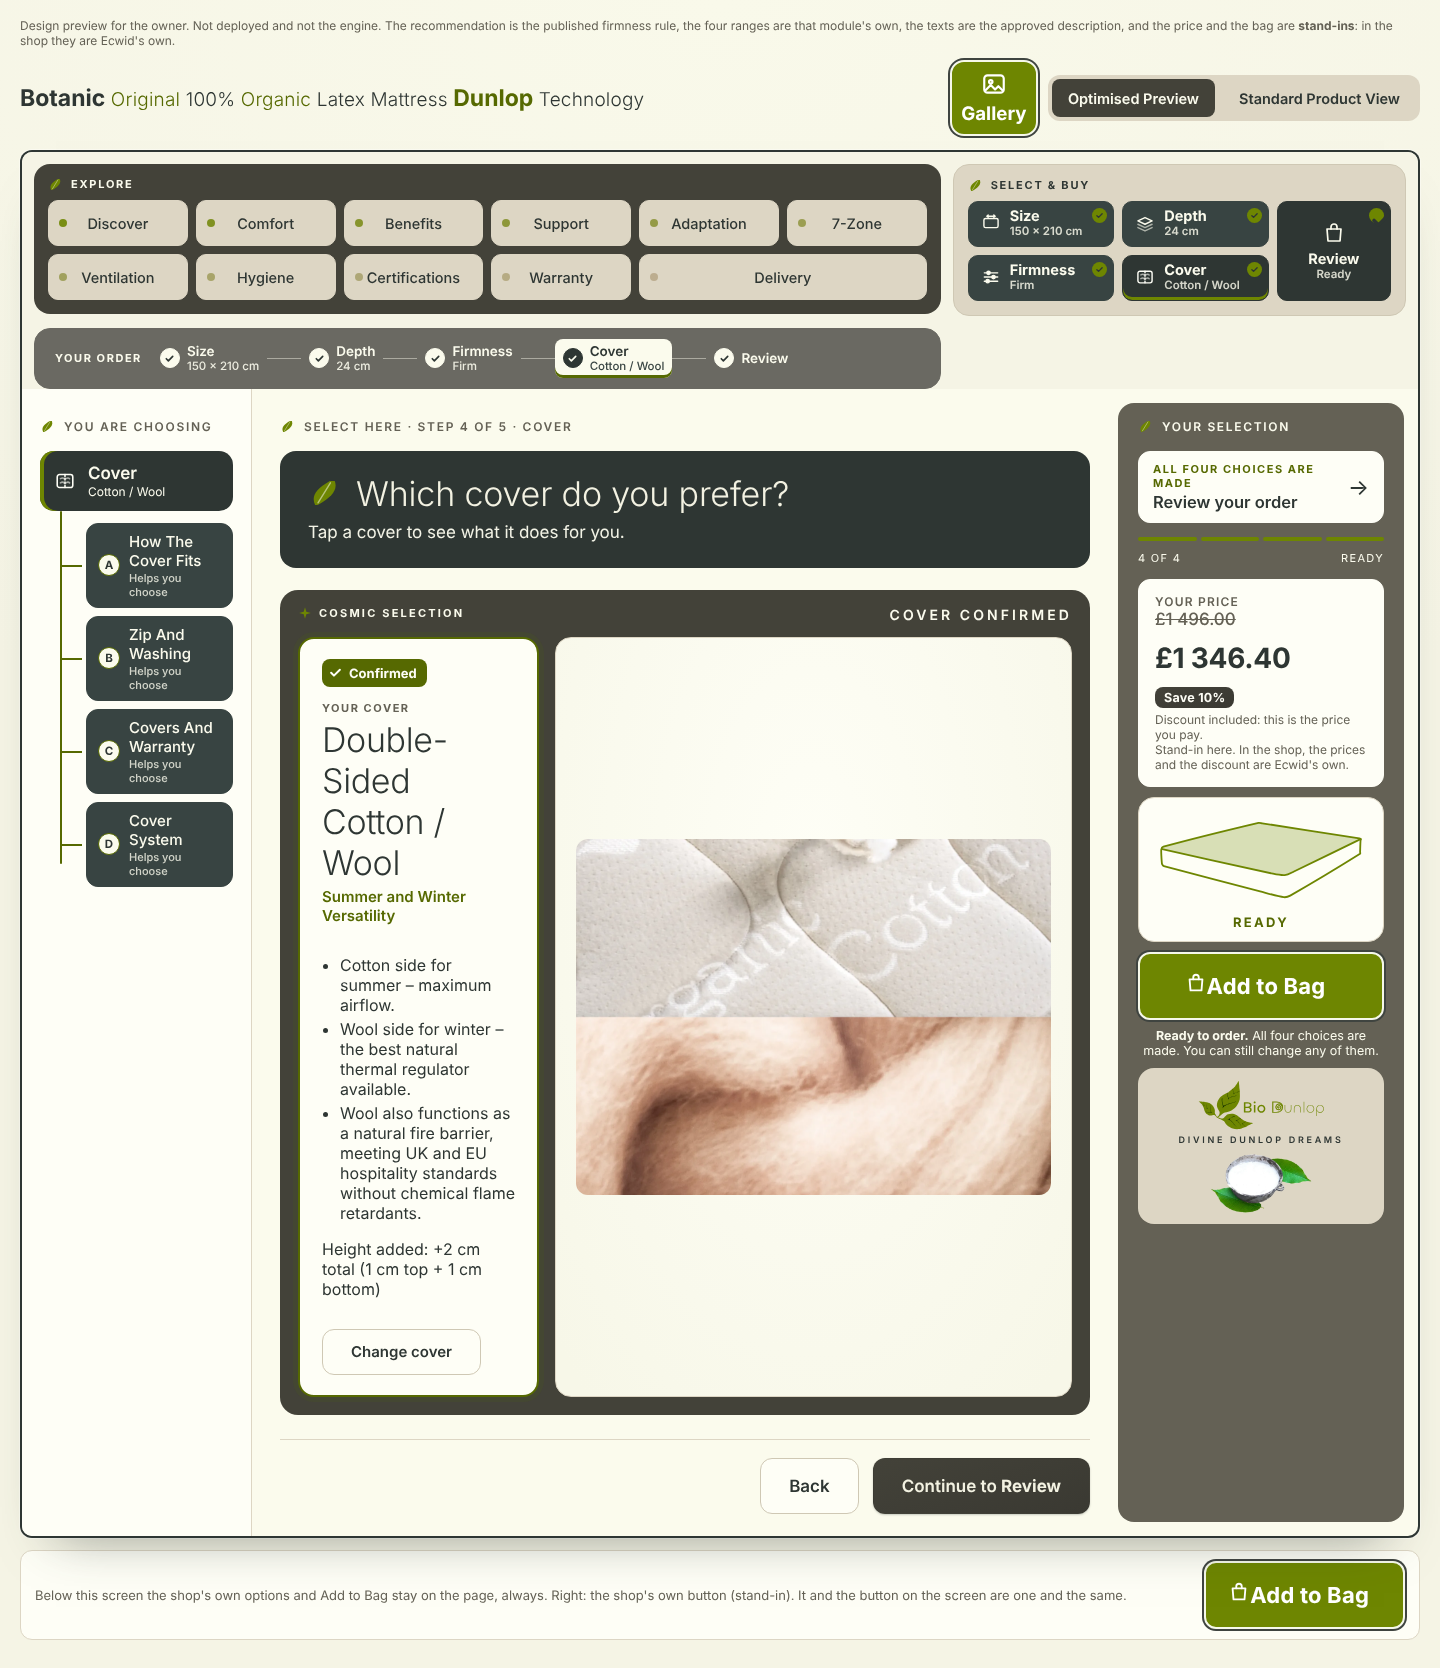 Design preview for the owner. Not deployed and not the engine. The recommendation is the published firmness rule, the four ranges are that module's own, the texts are the approved description, and the price and the bag are stand-ins: in the
shop they are Ecwid's own.
Botanic Original 100% Organic Latex Mattress Dunlop Technology
Gallery
Optimised Preview
Standard Product View
EXPLORE
Discover
Comfort
Benefits
Support
Adaptation
7-Zone
Ventilation
Hygiene
Certifications
Warranty
Delivery
SELECT & BUY
Size
150 × 210 cm
Depth
24 cm
Firmness
Firm
Cover
Cotton / Wool
Review
Ready
YOUR ORDER
Size
150 × 210 cm
Depth
24 cm
Firmness
Firm
Cover
Cotton / Wool
Review
YOU ARE CHOOSING
Cover
Cotton / Wool
A
How The
Cover Fits
Helps you
choose
B
Zip And
Washing
Helps you
choose
C
Covers And
Warranty
Helps you
choose
D
Cover
System
Helps you
choose
SELECT HERE · STEP 4 OF 5 · COVER
Which cover do you prefer?
Tap a cover to see what it does for you.
COSMIC SELECTION
COVER CONFIRMED
Confirmed
YOUR COVER
Double-
Sided
Cotton /
Wool
Summer and Winter
Versatility
• Cotton side for
summer – maximum
airflow.
• Wool side for winter –
the best natural
thermal regulator
available.
• Wool also functions as
a natural fire barrier,
meeting UK and EU
hospitality standards
without chemical flame
retardants.
Height added: +2 cm
total (1 cm top + 1 cm
bottom)
Change cover
ganic Cotton
Back
Continue to Review
YOUR SELECTION
ALL FOUR CHOICES ARE
MADE
Review your order
4 OF 4
READY
YOUR PRICE
£1 496.00
£1 346.40
Save 10%
Discount included: this is the price
you pay.
Stand-in here. In the shop, the prices
and the discount are Ecwid's own.
READY
Add to Bag
Ready to order. All four choices are
made. You can still change any of them.
Bio Dunlop
DIVINE DUNLOP DREAMS
Below this screen the shop's own options and Add to Bag stay on the page, always. Right: the shop's own button (stand-in). It and the button on the screen are one and the same.
Add to Bag